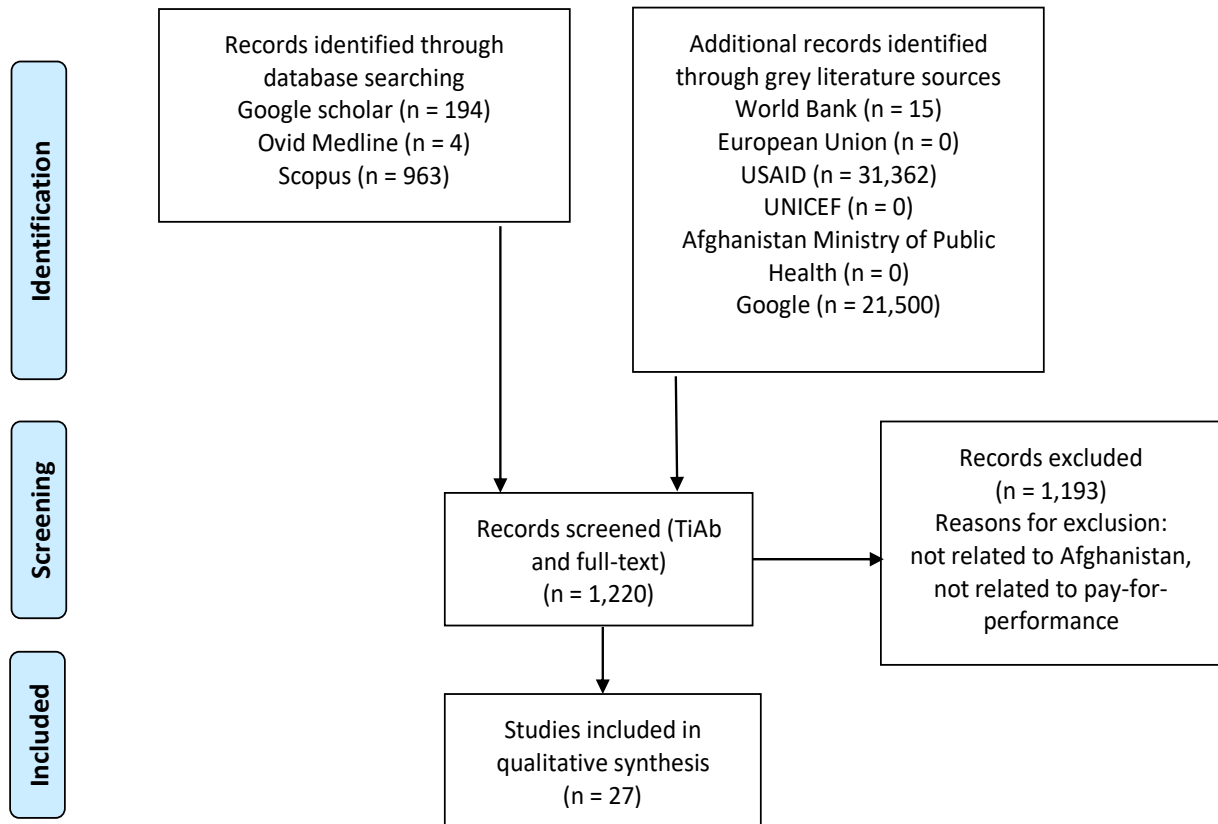 Identification
Records identified through
database searching
Google scholar (n = 194)
Ovid Medline (n = 4)
Scopus (n = 963)
Additional records identified
through grey literature sources
World Bank (n = 15)
European Union (n = 0)
USAID (n = 31,362)
UNICEF (n = 0)
Afghanistan Ministry of Public
Health (n = 0)
Google (n = 21,500)
Screening
Records screened (TiAb
and full-text)
(n = 1,220)
Records excluded
(n = 1,193)
Reasons for exclusion:
not related to Afghanistan,
not related to pay-for-
performance
Included
Studies included in
qualitative synthesis
(n = 27)